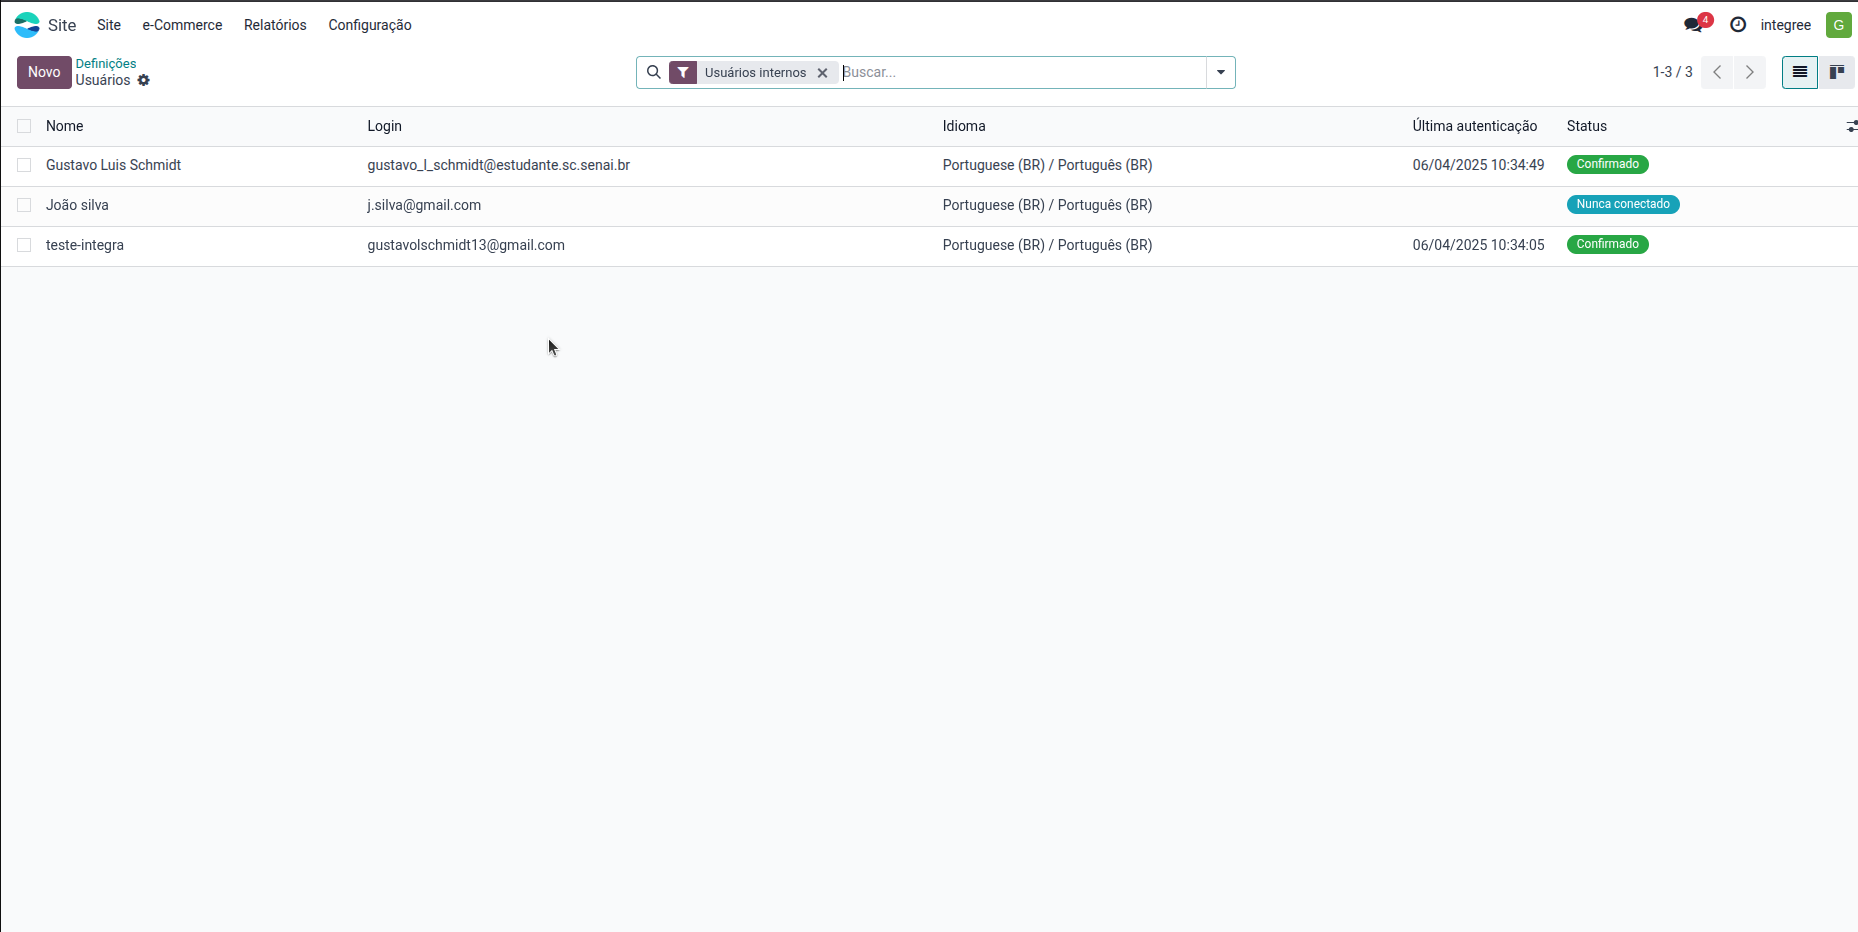 Site Site e-Commerce Relatórios Configuração 4 integree G
Novo Definições
Usuários
Usuários internos Buscar... 1-3 / 3
Nome Login Idioma Última autenticação Status
Gustavo Luis Schmidt gustavo_l_schmidt@estudante.sc.senai.br Portuguese (BR) / Português (BR) 06/04/2025 10:34:49 Confirmado
João silva j.silva@gmail.com Portuguese (BR) / Português (BR) Nunca conectado
teste-integra gustavolschmidt13@gmail.com Portuguese (BR) / Português (BR) 06/04/2025 10:34:05 Confirmado